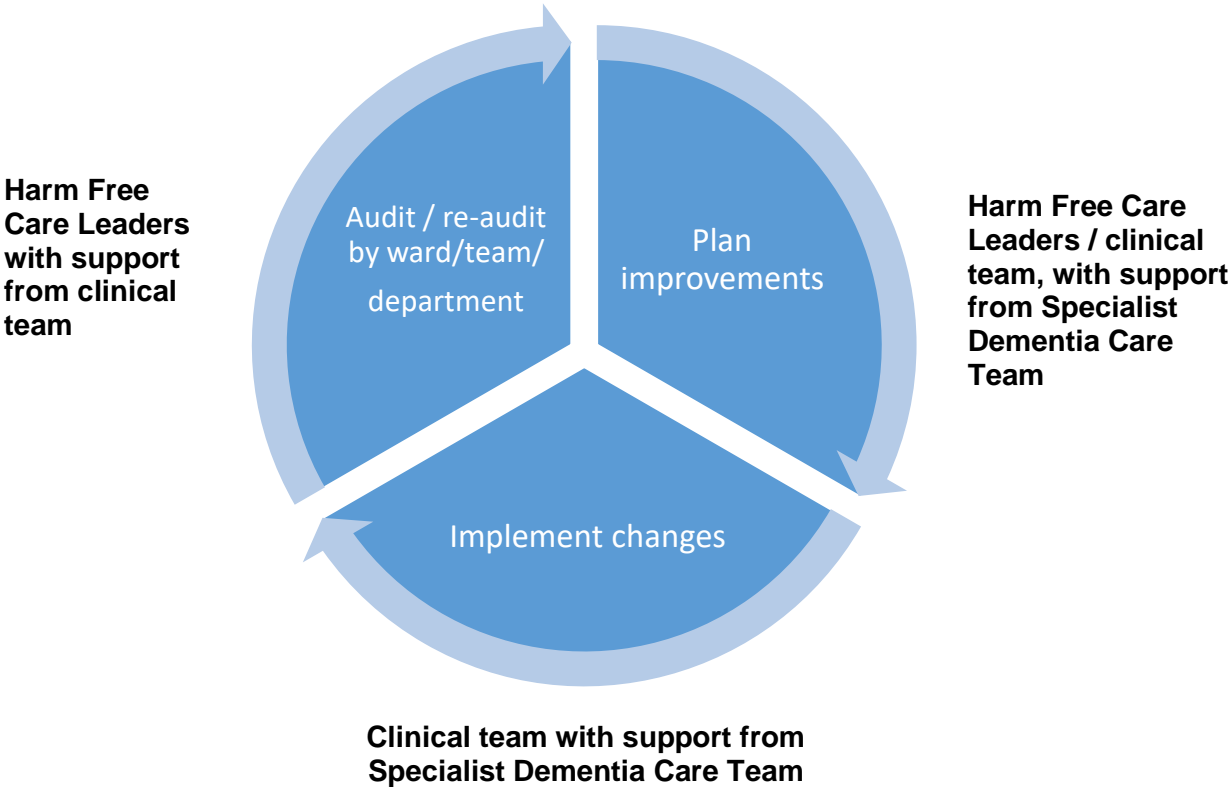 Harm Free
Care Leaders
with support
from clinical
team
Audit / re-audit
by ward/team/
department
Plan
improvements
Harm Free Care
Leaders / clinical
team, with support
from Specialist
Dementia Care
Team
Implement changes
Clinical team with support from
Specialist Dementia Care Team